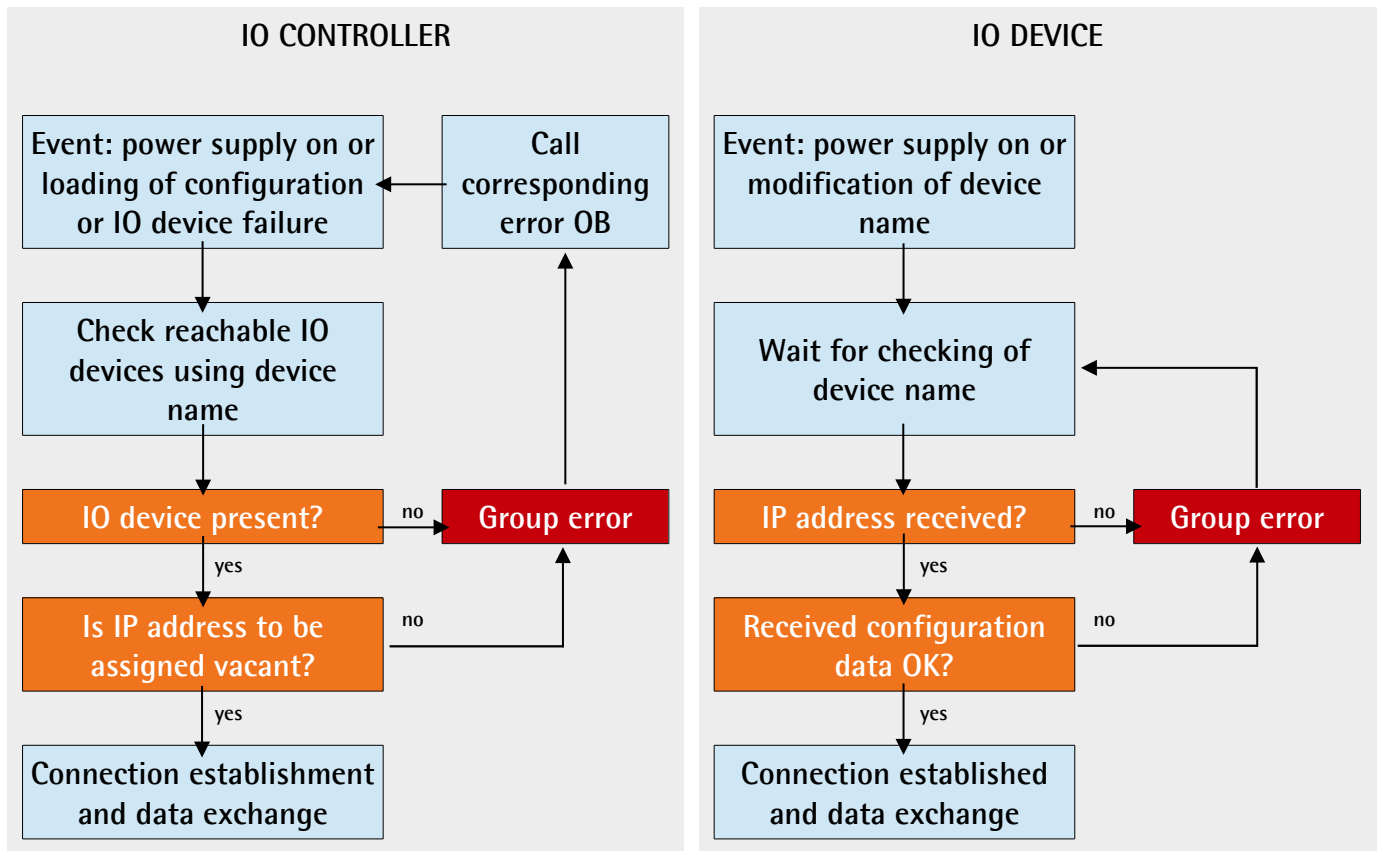 IO CONTROLLER
Event: power supply on or
loading of configuration
or IO device failure
Call
corresponding
error OB
Check reachable IO
devices using device
name
IO device present?
no
Group error
yes
Is IP address to be
assigned vacant?
no
yes
Connection establishment
and data exchange
IO DEVICE
Event: power supply on or
modification of device
name
Wait for checking of
device name
IP address received?
no
Group error
yes
Received configuration
data OK?
no
yes
Connection established
and data exchange